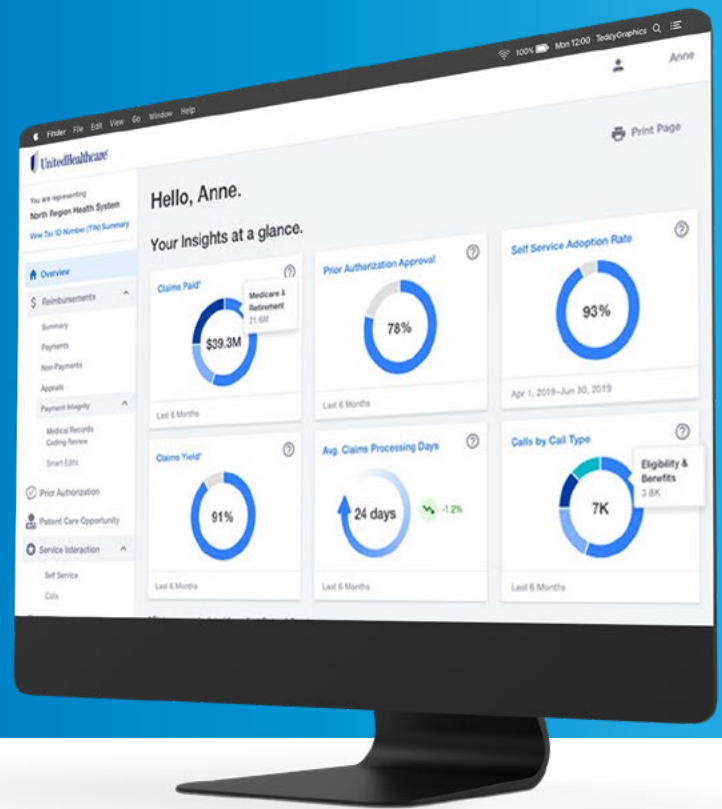 Finder File Edit View Go Window Help
100% Mon 12:00 TeddyGraphics
UnitedHealthcare
Anne
Print Page
You are representing
North Region Health System
View Tax ID Number (TIN) Summary
Overview
Reimbursements
Summary
Payments
Non-Payments
Appeals
Payment Integrity
Medical Records
Coding Review
Smart Edits
Prior Authorization
Patient Care Opportunity
Service Interaction
Self Service
Calls
Hello, Anne.
Your Insights at a glance.
Claims Paid*
Medicare &
Retirement
21.6M
$39.3M
Last 6 Months
Prior Authorization Approval
78%
Last 6 Months
Self Service Adoption Rate
93%
Apr 1, 2019–Jun 30, 2019
Claims Yield*
91%
Last 6 Months
Avg. Claims Processing Days
24 days
-1.2%
Last 6 Months
Calls by Call Type
Eligibility &
Benefits
3.8K
7K
Last 6 Months